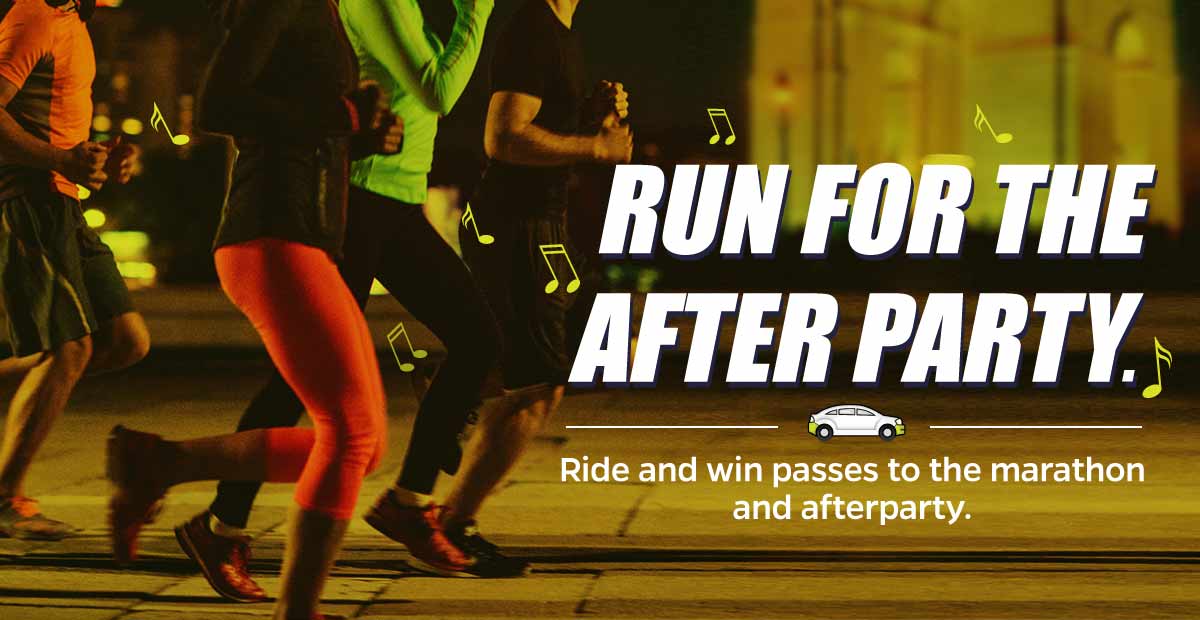 RUN FOR THE
AFTER PARTY.
Ride and win passes to the marathon
and afterparty.